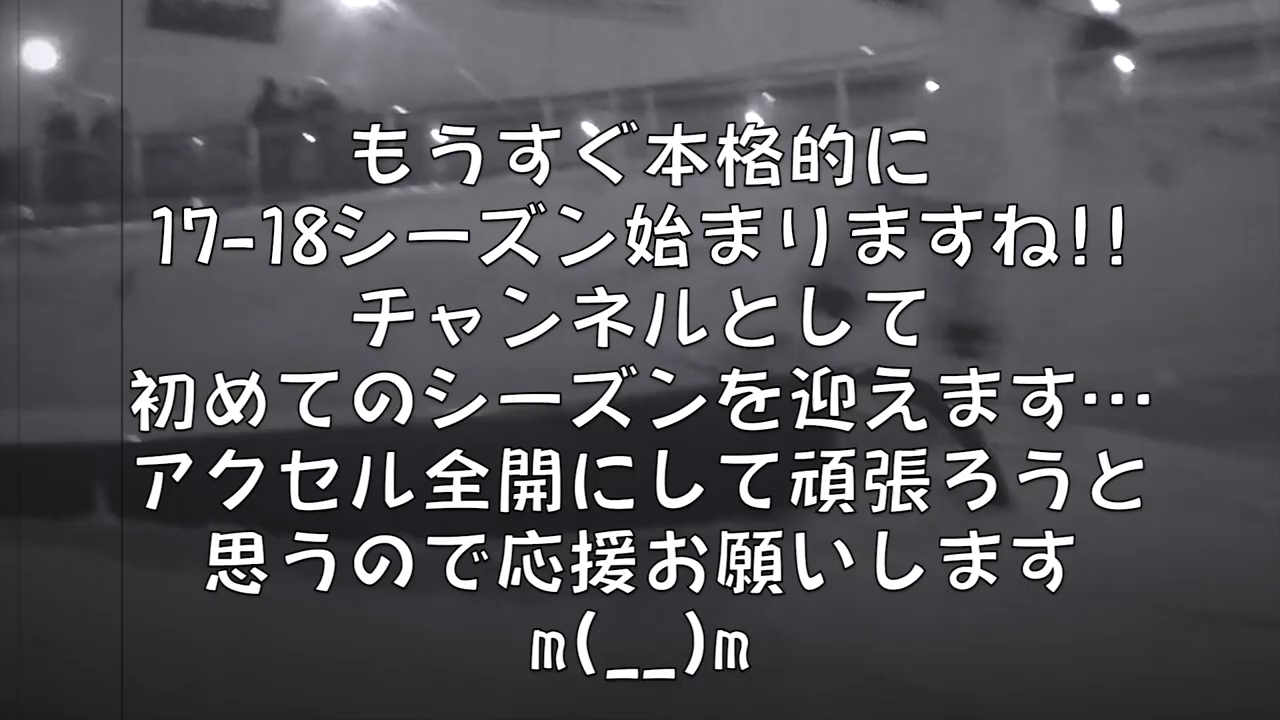 もうすぐ本格的に
17-18シーズン始まりますね!!
チャンネルとして
初めてのシーズンを迎えます…
アクセル全開にして頑張ろうと
思うので応援お願いします
m(__)m